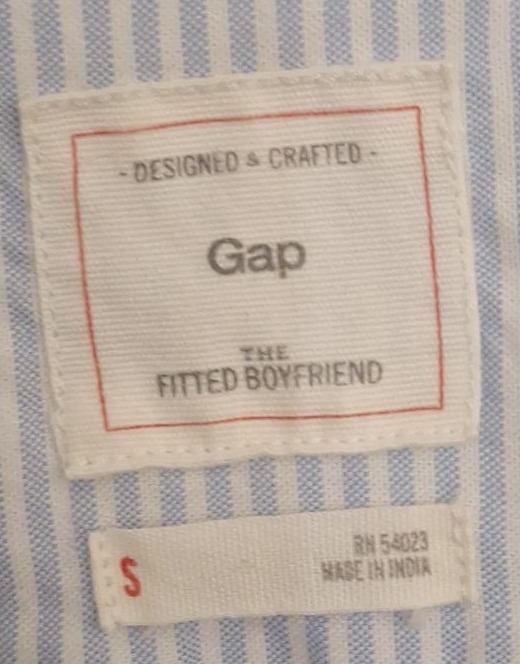 - DESIGNED & CRAFTED -
Gap
THE
FITTED BOYFRIEND
S
RN 54023
MADE IN INDIA